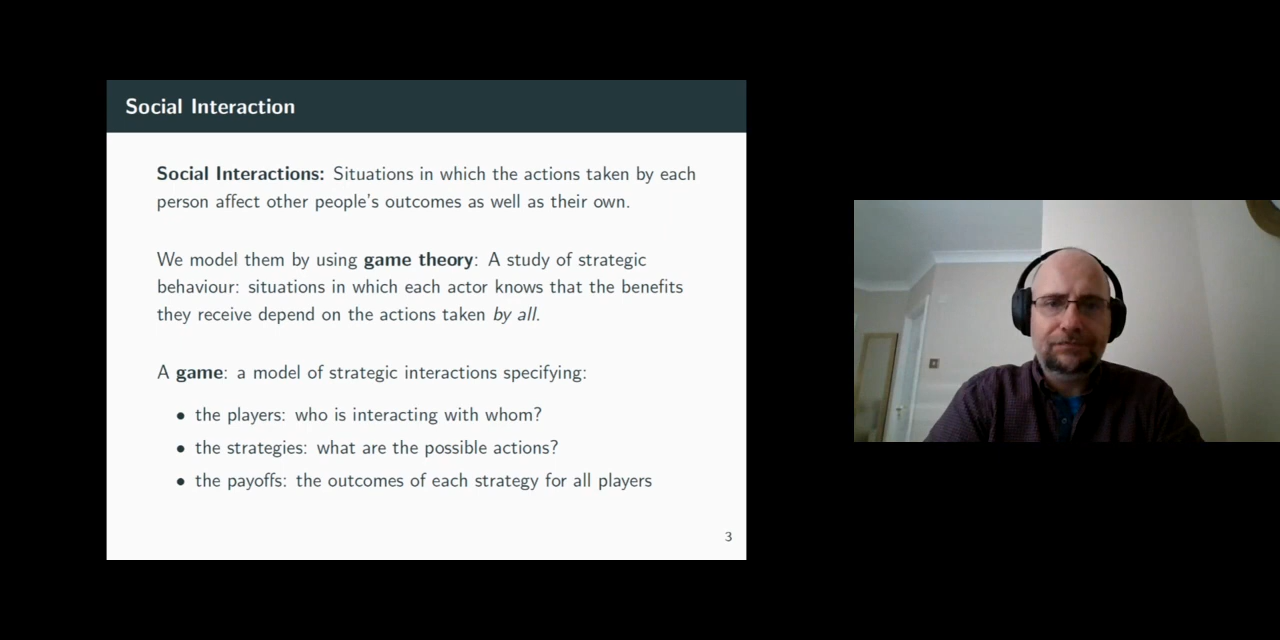 Social Interaction
Social Interactions: Situations in which the actions taken by each
person affect other people's outcomes as well as their own.
We model them by using game theory: A study of strategic
behaviour: situations in which each actor knows that the benefits
they receive depend on the actions taken by all.
A game: a model of strategic interactions specifying:
• the players: who is interacting with whom?
• the strategies: what are the possible actions?
• the payoffs: the outcomes of each strategy for all players
3